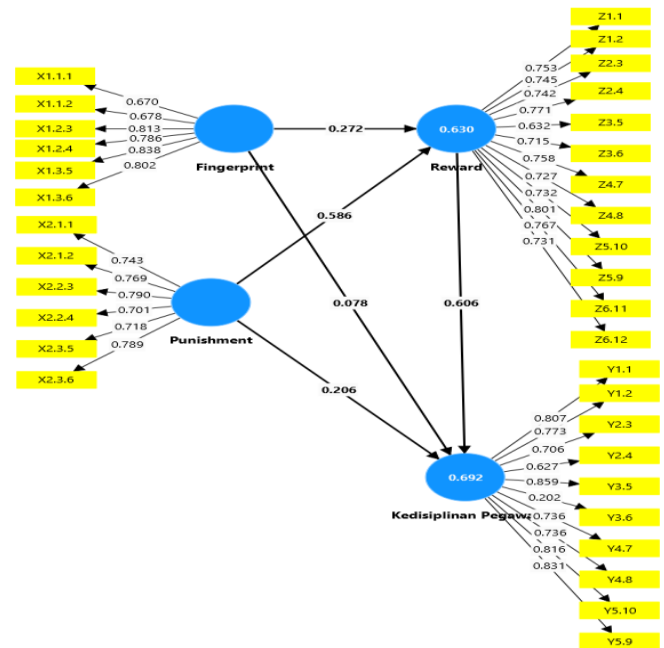 Z1.1
Z1.2
Z2.3
Z2.4
Z3.5
Z3.6
Z4.7
Z4.8
Z5.10
Z5.9
Z6.11
Z6.12
0.753
0.745
0.742
0.771
0.632
0.715
0.758
0.727
0.732
0.801
0.767
0.731
X1.1.1
X1.1.2
X1.2.3
X1.2.4
X1.3.5
X1.3.6
0.670
0.678
0.813
0.786
0.838
0.802
Fingerprint
0.272
0.630
Reward
0.586
0.078
0.606
X2.1.1
X2.1.2
X2.2.3
X2.2.4
X2.3.5
X2.3.6
0.743
0.769
0.790
0.701
0.718
0.789
Punishment
0.206
0.692
Kedisiplinan
Y1.1
Y1.2
Y2.3
Y2.4
Y3.5
Y3.6
Y4.7
Y4.8
Y5.10
Y5.9
0.807
0.773
0.706
0.627
0.859
0.202
0.736
0.736
0.816
0.831